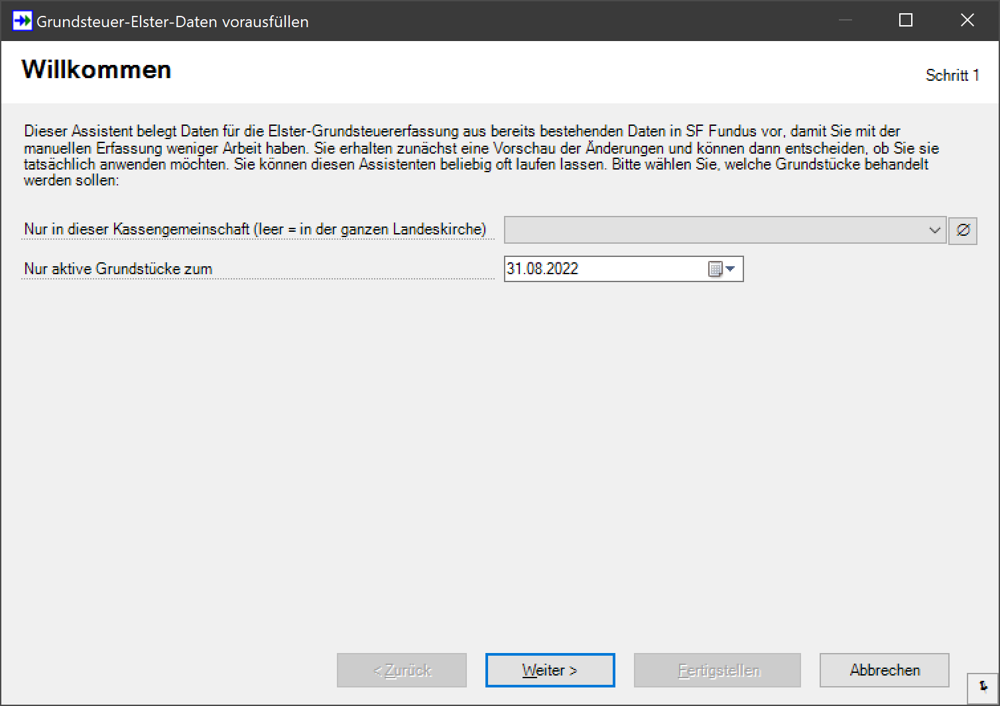 Grundsteuer-Elster-Daten vorausfüllen
Willkommen
Schritt 1
Dieser Assistent belegt Daten für die Elster-Grundsteuererfassung aus bereits bestehenden Daten in SF Fundus vor, damit Sie mit der
manuellen Erfassung weniger Arbeit haben. Sie erhalten zunächst eine Vorschau der Änderungen und können dann entscheiden, ob Sie sie
tatsächlich anwenden möchten. Sie können diesen Assistenten beliebig oft laufen lassen. Bitte wählen Sie, welche Grundstücke behandelt
werden sollen:
Nur in dieser Kassengemeinschaft (leer = in der ganzen Landeskirche)
Nur aktive Grundstücke zum
31.08.2022
< Zurück
Weiter >
Fertigstellen
Abbrechen